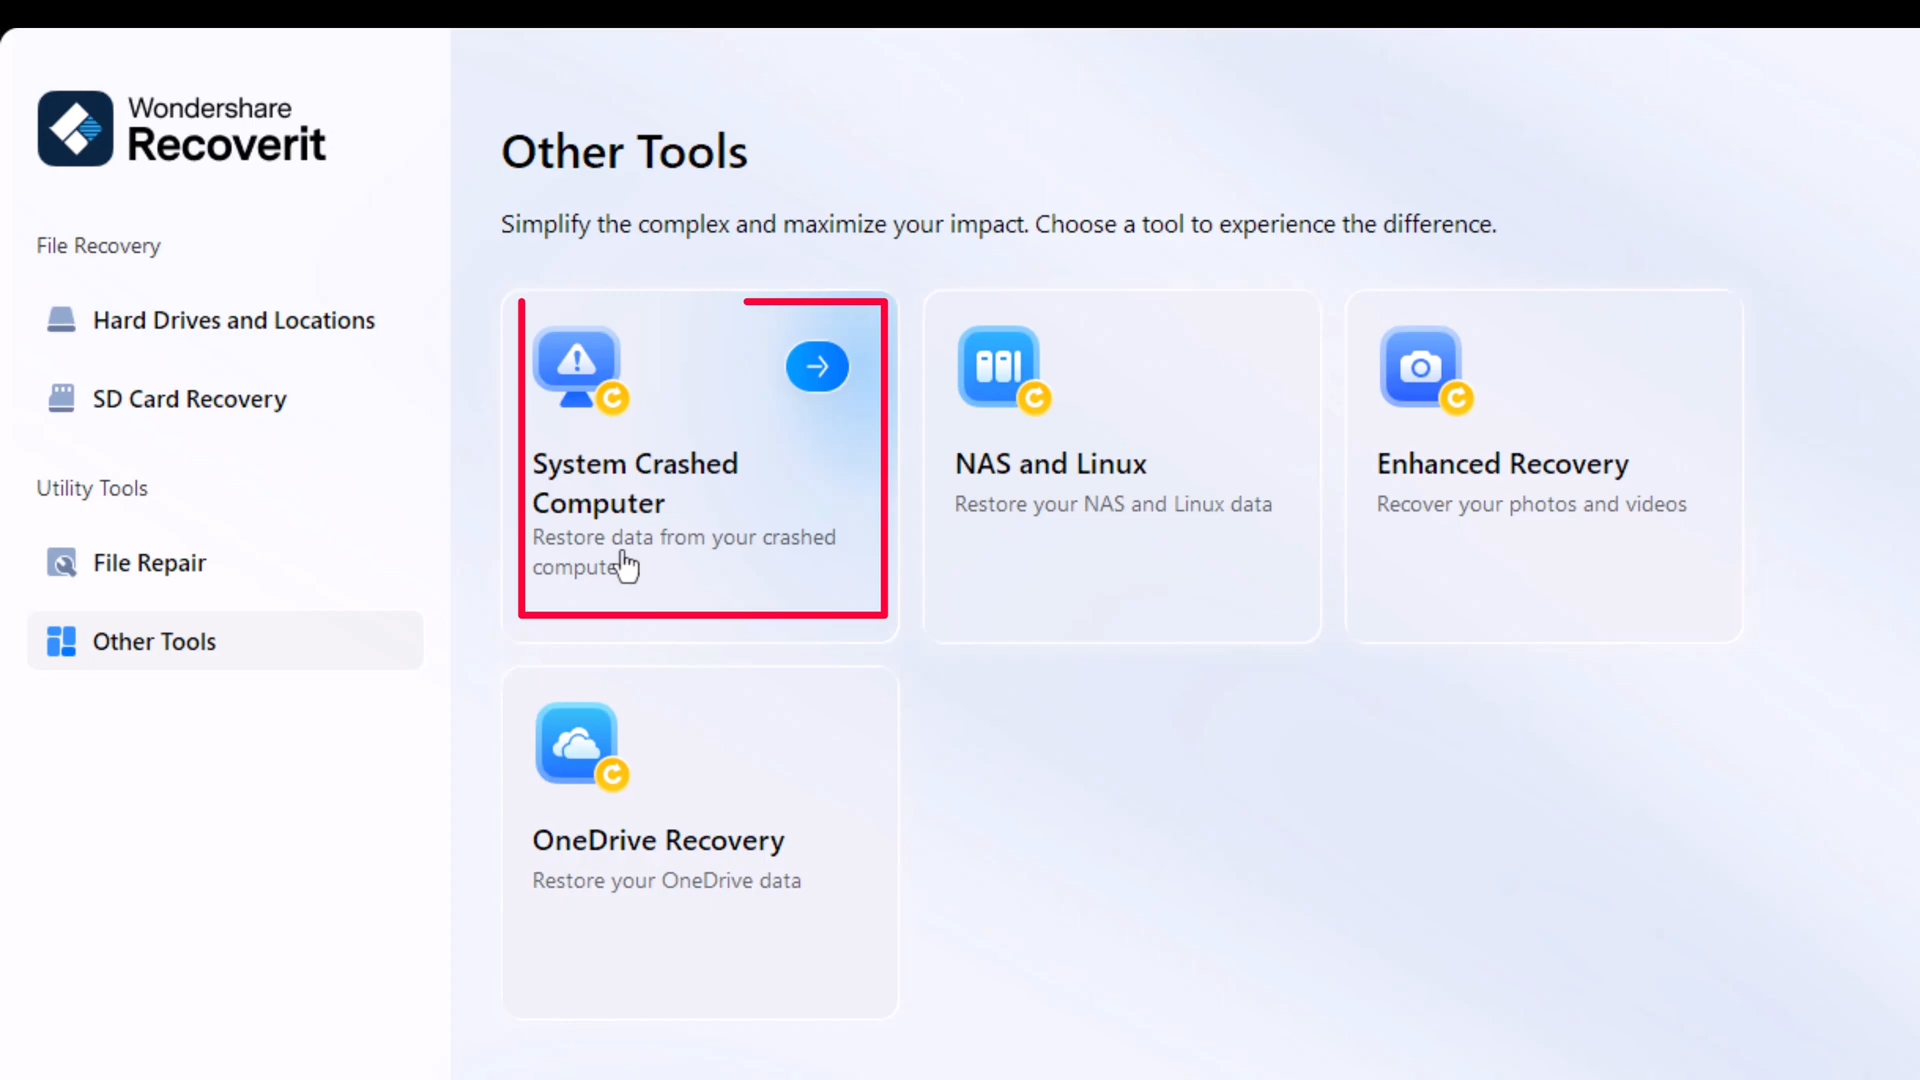 Wondershare
Recoverit
File Recovery
Hard Drives and Locations
SD Card Recovery
Utility Tools
File Repair
Other Tools
Other Tools
Simplify the complex and maximize your impact. Choose a tool to experience the difference.
System Crashed
Computer
Restore data from your crashed
compute
NAS and Linux
Restore your NAS and Linux data
Enhanced Recovery
Recover your photos and videos
OneDrive Recovery
Restore your OneDrive data